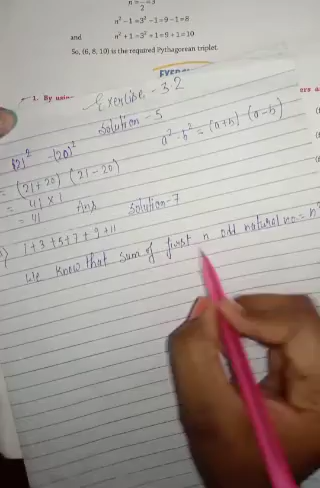 n² - 1 = 3² - 1 = 9 - 1 = 8
and
n² + 1 = 3² + 1 = 9 + 1 = 10
So, (6, 8, 10) is the required Pythagorean triplet.
1. By
Exercise - 3.2
Solution - 5
(21)² - (20)²
a² - b² = (a+b) (a-b)
= (21+20) (21-20)
= 41 × 1
= 41 Ans
Solution - 7
1+3+5+7+9+11
We know that sum of first n odd natural no = n²